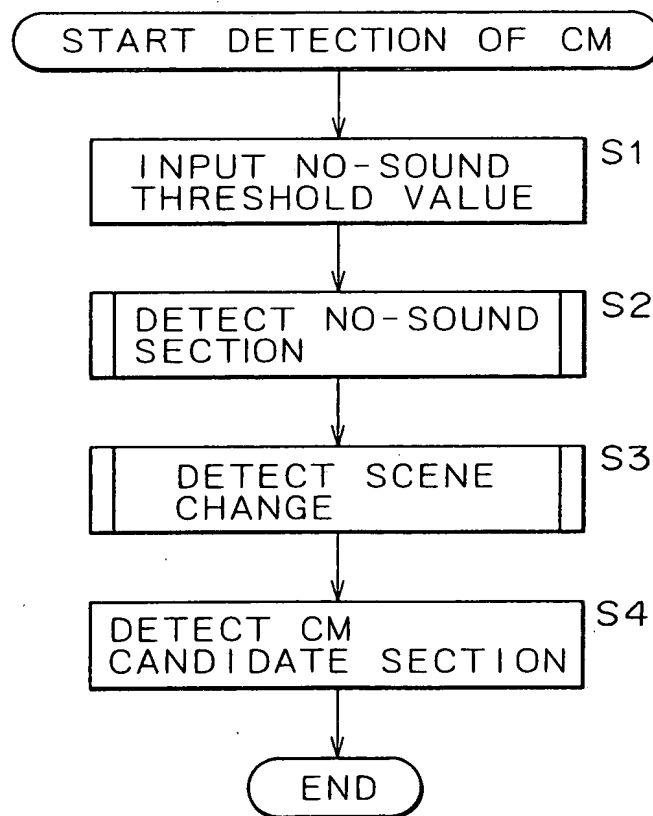 START DETECTION OF CM
S1
INPUT NO-SOUND
THRESHOLD VALUE
S2
DETECT NO-SOUND
SECTION
S3
DETECT SCENE
CHANGE
S4
DETECT CM
CANDIDATE SECTION
END